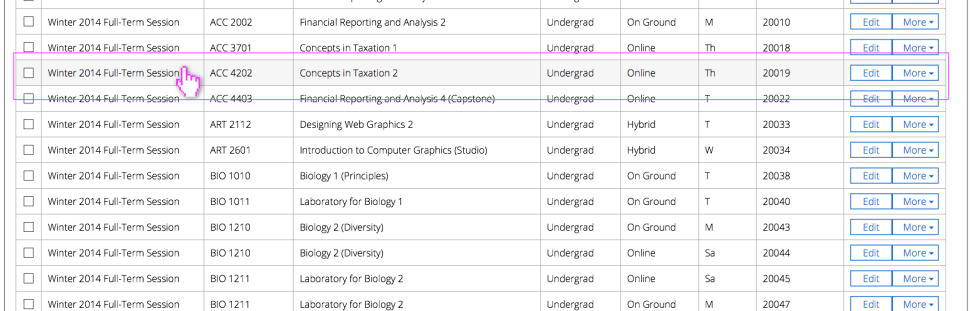 Winter 2014 Full-Term Session ACC 2002 Financial Reporting and Analysis 2 Undergrad On Ground M 20010 Edit More
Winter 2014 Full-Term Session ACC 3701 Concepts in Taxation 1 Undergrad Online Th 20018 Edit More
Winter 2014 Full-Term Session ACC 4202 Concepts in Taxation 2 Undergrad Online Th 20019 Edit More
Winter 2014 Full-Term Session ACC 4403 Financial Reporting and Analysis 4 (Capstone) Undergrad Online T 20022 Edit More
Winter 2014 Full-Term Session ART 2112 Designing Web Graphics 2 Undergrad Hybrid T 20033 Edit More
Winter 2014 Full-Term Session ART 2601 Introduction to Computer Graphics (Studio) Undergrad Hybrid W 20034 Edit More
Winter 2014 Full-Term Session BIO 1010 Biology 1 (Principles) Undergrad On Ground T 20038 Edit More
Winter 2014 Full-Term Session BIO 1011 Laboratory for Biology 1 Undergrad On Ground T 20040 Edit More
Winter 2014 Full-Term Session BIO 1210 Biology 2 (Diversity) Undergrad On Ground M 20043 Edit More
Winter 2014 Full-Term Session BIO 1210 Biology 2 (Diversity) Undergrad Online Sa 20044 Edit More
Winter 2014 Full-Term Session BIO 1211 Laboratory for Biology 2 Undergrad Online Sa 20045 Edit More
Winter 2014 Full-Term Session BIO 1211 Laboratory for Biology 2 Undergrad On Ground M 20047 Edit More